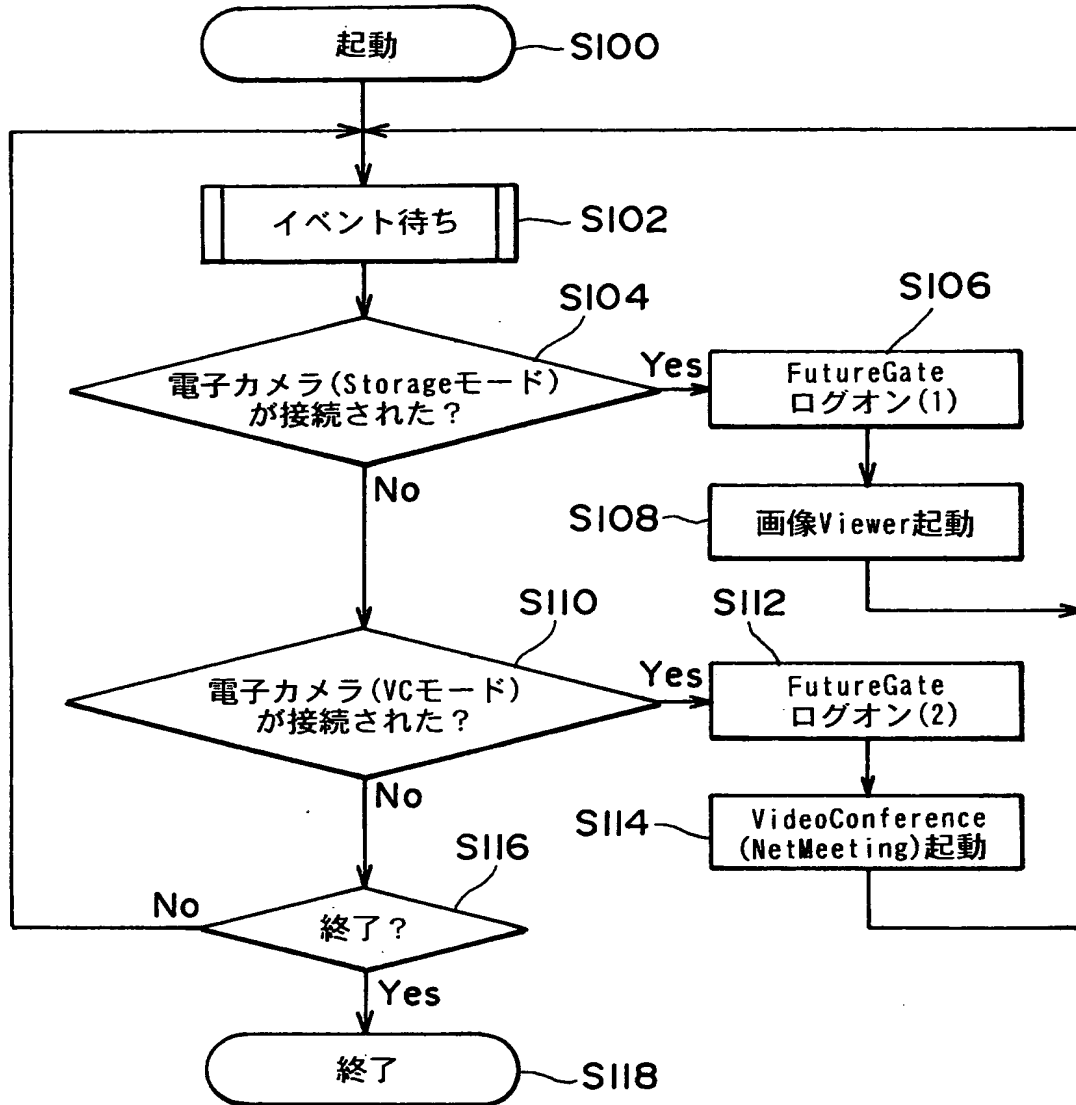 起動
S100
イベント待ち
S102
S104
電子カメラ(Storageモード)
が接続された？
Yes
No
S106
FutureGate
ログオン(1)
S108
画像Viewer起動
S110
電子カメラ(VCモード)
が接続された？
Yes
No
S112
FutureGate
ログオン(2)
S114
VideoConference
(NetMeeting)起動
S116
終了？
No
Yes
終了
S118